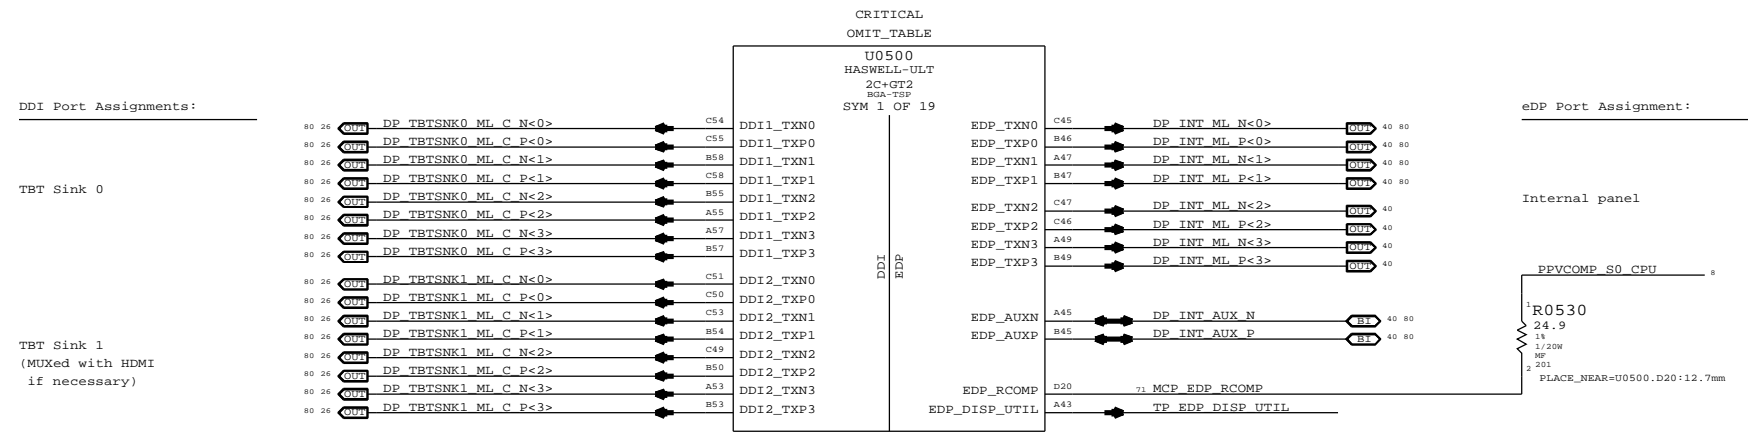 CRITICAL
OMIT_TABLE
U0500
HASWELL-ULT
2C+GT2
BGA-TSP
SYM 1 OF 19
DDI Port Assignments:
TBT Sink 0
TBT Sink 1
(MUXed with HDMI
if necessary)
80 26 OUT DP_TBTSNK0_ML_C_N<0> C54 DDI1_TXN0
80 26 OUT DP_TBTSNK0_ML_C_P<0> C55 DDI1_TXP0
80 26 OUT DP_TBTSNK0_ML_C_N<1> B58 DDI1_TXN1
80 26 OUT DP_TBTSNK0_ML_C_P<1> C58 DDI1_TXP1
80 26 OUT DP_TBTSNK0_ML_C_N<2> B55 DDI1_TXN2
80 26 OUT DP_TBTSNK0_ML_C_P<2> A55 DDI1_TXP2
80 26 OUT DP_TBTSNK0_ML_C_N<3> A57 DDI1_TXN3
80 26 OUT DP_TBTSNK0_ML_C_P<3> B57 DDI1_TXP3
80 26 OUT DP_TBTSNK1_ML_C_N<0> C51 DDI2_TXN0
80 26 OUT DP_TBTSNK1_ML_C_P<0> C50 DDI2_TXP0
80 26 OUT DP_TBTSNK1_ML_C_N<1> C53 DDI2_TXN1
80 26 OUT DP_TBTSNK1_ML_C_P<1> B54 DDI2_TXP1
80 26 OUT DP_TBTSNK1_ML_C_N<2> C49 DDI2_TXN2
80 26 OUT DP_TBTSNK1_ML_C_P<2> B50 DDI2_TXP2
80 26 OUT DP_TBTSNK1_ML_C_N<3> A53 DDI2_TXN3
80 26 OUT DP_TBTSNK1_ML_C_P<3> B53 DDI2_TXP3
DDI
EDP
EDP_TXN0 C45 DP_INT_ML_N<0> OUT 40 80
EDP_TXP0 B46 DP_INT_ML_P<0> OUT 40 80
EDP_TXN1 A47 DP_INT_ML_N<1> OUT 40 80
EDP_TXP1 B47 DP_INT_ML_P<1> OUT 40 80
EDP_TXN2 C47 DP_INT_ML_N<2> OUT 40
EDP_TXP2 C46 DP_INT_ML_P<2> OUT 40
EDP_TXN3 A49 DP_INT_ML_N<3> OUT 40
EDP_TXP3 B49 DP_INT_ML_P<3> OUT 40
EDP_AUXN A45 DP_INT_AUX_N BI 40 80
EDP_AUXP B45 DP_INT_AUX_P BI 40 80
EDP_RCOMP D20 71 MCP_EDP_RCOMP
EDP_DISP_UTIL A43 TP_EDP_DISP_UTIL
eDP Port Assignment:
Internal panel
PPVCOMP_S0_CPU 8
1
R0530
24.9
1%
1/20W
MF
201
2
PLACE_NEAR=U0500.D20:12.7mm